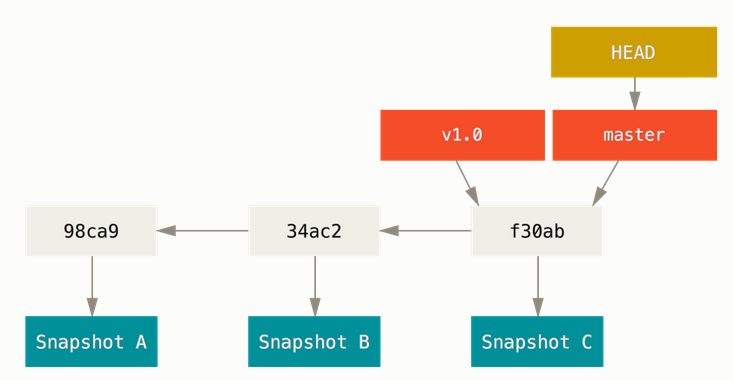 HEAD
v1.0
master
98ca9
34ac2
f30ab
Snapshot A
Snapshot B
Snapshot C